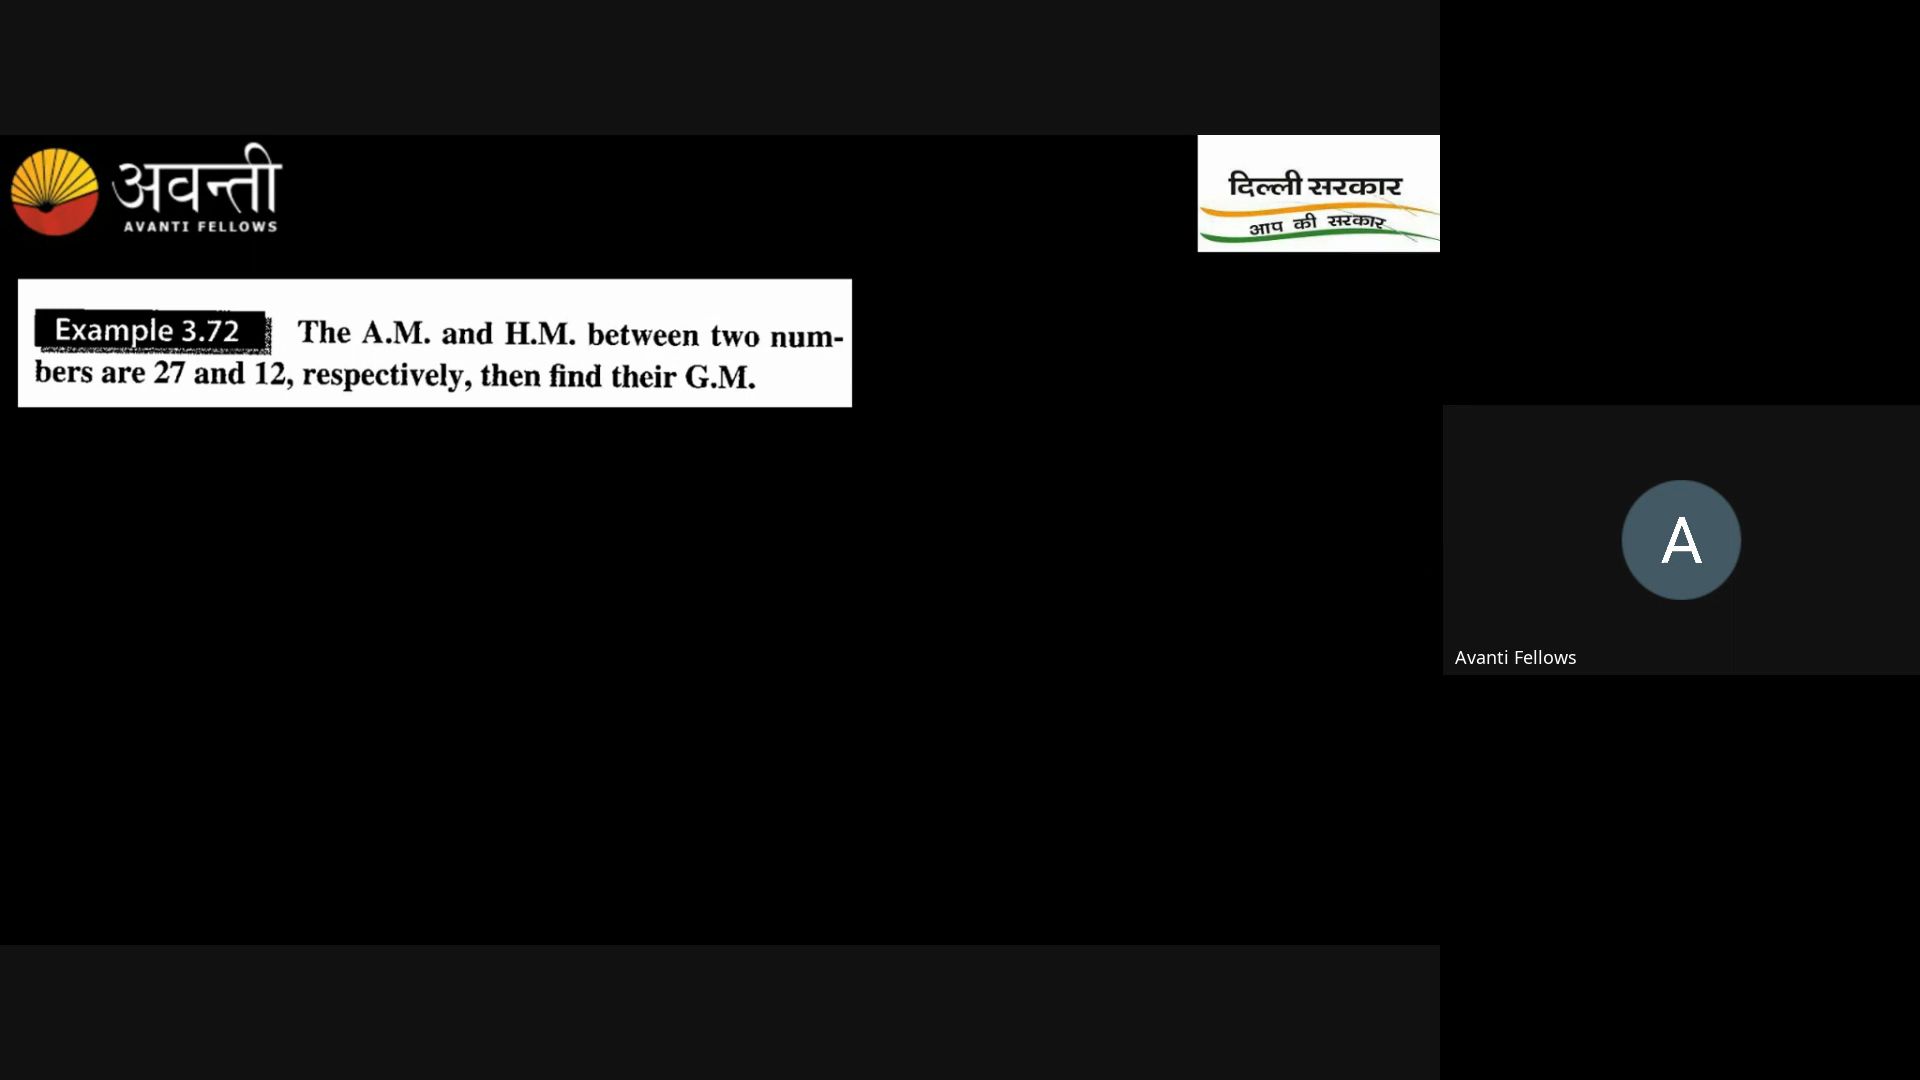 अवन्ती
AVANTI FELLOWS
दिल्ली सरकार
आप की सरकार
Example 3.72 The A.M. and H.M. between two num-
bers are 27 and 12, respectively, then find their G.M.
A
Avanti Fellows